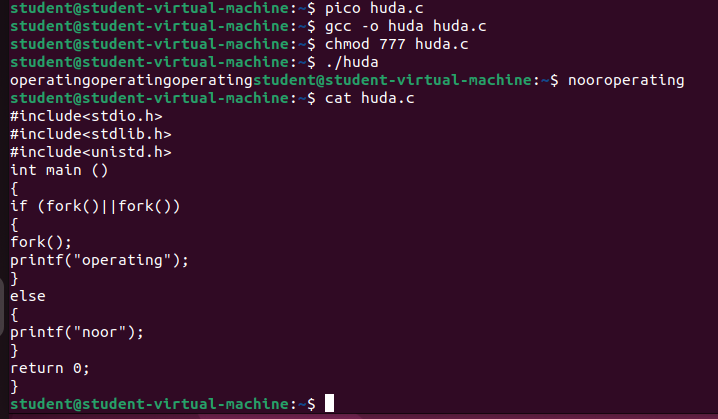 student@student-virtual-machine:~$ pico huda.c
student@student-virtual-machine:~$ gcc -o huda huda.c
student@student-virtual-machine:~$ chmod 777 huda.c
student@student-virtual-machine:~$ ./huda
operatingoperatingoperatingstudent@student-virtual-machine:~$ nooroperating
student@student-virtual-machine:~$ cat huda.c
#include<stdio.h>
#include<stdlib.h>
#include<unistd.h>
int main ()
{
if (fork()||fork())
{
fork();
printf("operating");
}
else
{
printf("noor");
}
return 0;
}
student@student-virtual-machine:~$